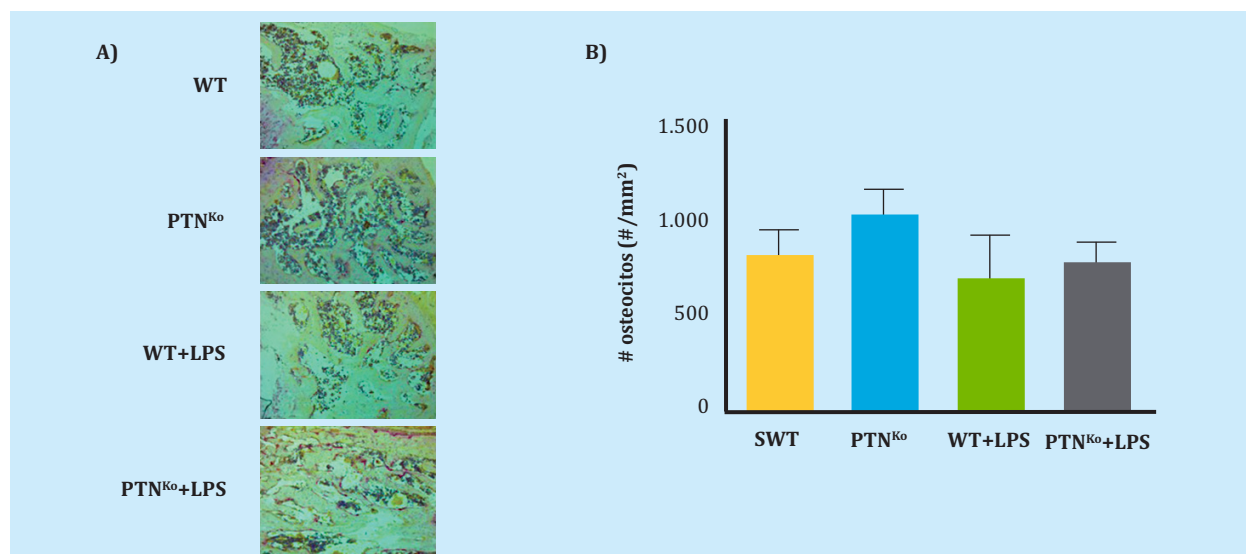 A)
WT
PTNᴷᵒ
WT+LPS
PTNᴷᵒ+LPS
B)
# osteocitos (#/mm²)
1.500
1.000
500
0
SWT PTNᴷᵒ WT+LPS PTNᴷᵒ+LPS